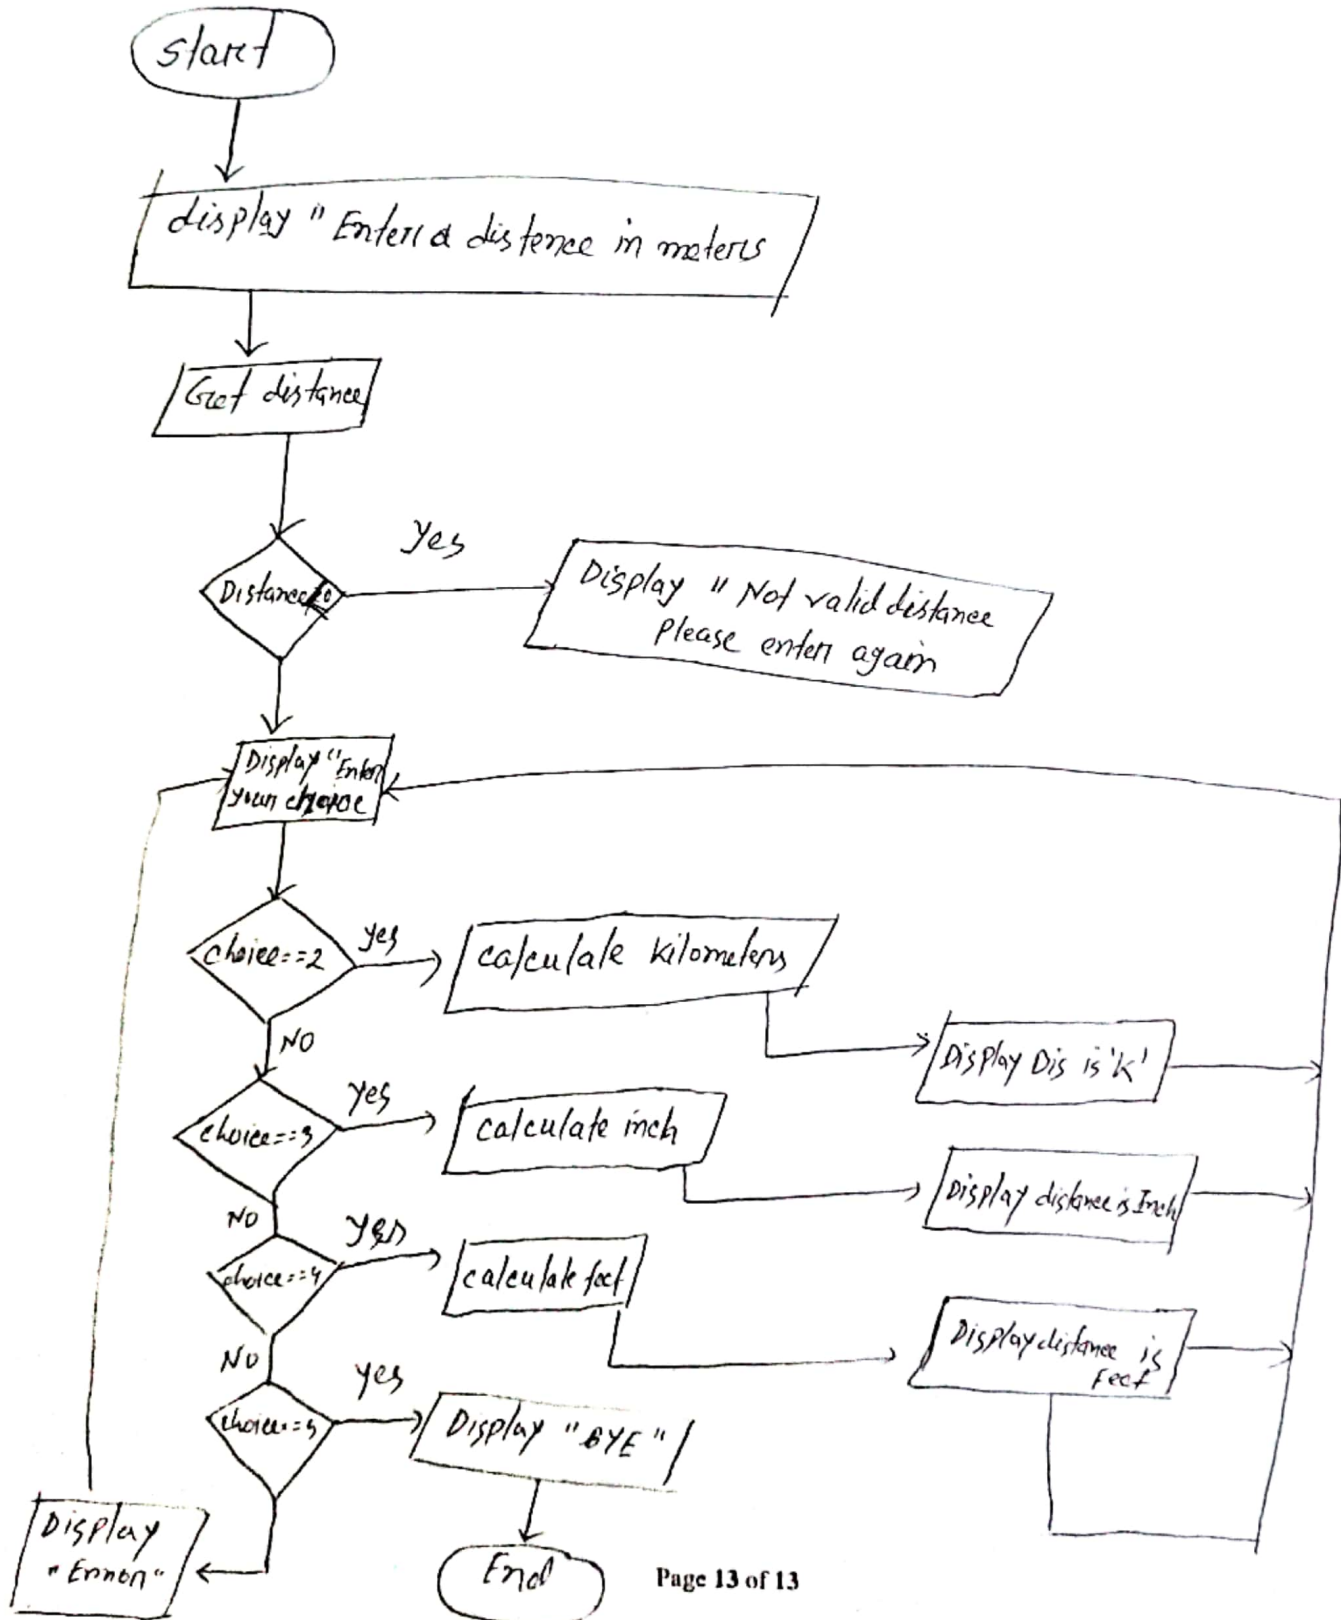 start
display "Enter a distence in meters
Get distance
Distance
yes
Display "Not valid distance
please enter again
Display "Enter
your choice
choice==2
yes
calculate kilometers
NO
Display Dis is 'K'
choice==3
yes
calculate inch
NO
Display distance is Inch
choice==4
yes
calculate feet
NO
Display distance is
Feet
choice==5
yes
Display "BYE"
Display
"Error"
End
Page 13 of 13